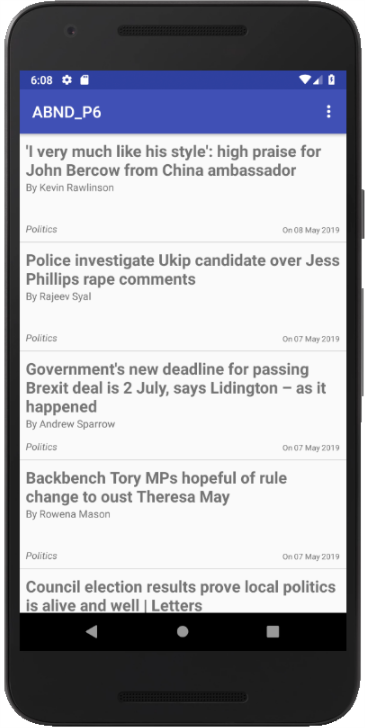 6:08
ABND_P6
'I very much like his style': high praise for
John Bercow from China ambassador
By Kevin Rawlinson
Politics On 08 May 2019
Police investigate Ukip candidate over Jess
Phillips rape comments
By Rajeev Syal
Politics On 07 May 2019
Government's new deadline for passing
Brexit deal is 2 July, says Lidington – as it
happened
By Andrew Sparrow
Politics On 07 May 2019
Backbench Tory MPs hopeful of rule
change to oust Theresa May
By Rowena Mason
Politics On 07 May 2019
Council election results prove local politics
is alive and well | Letters